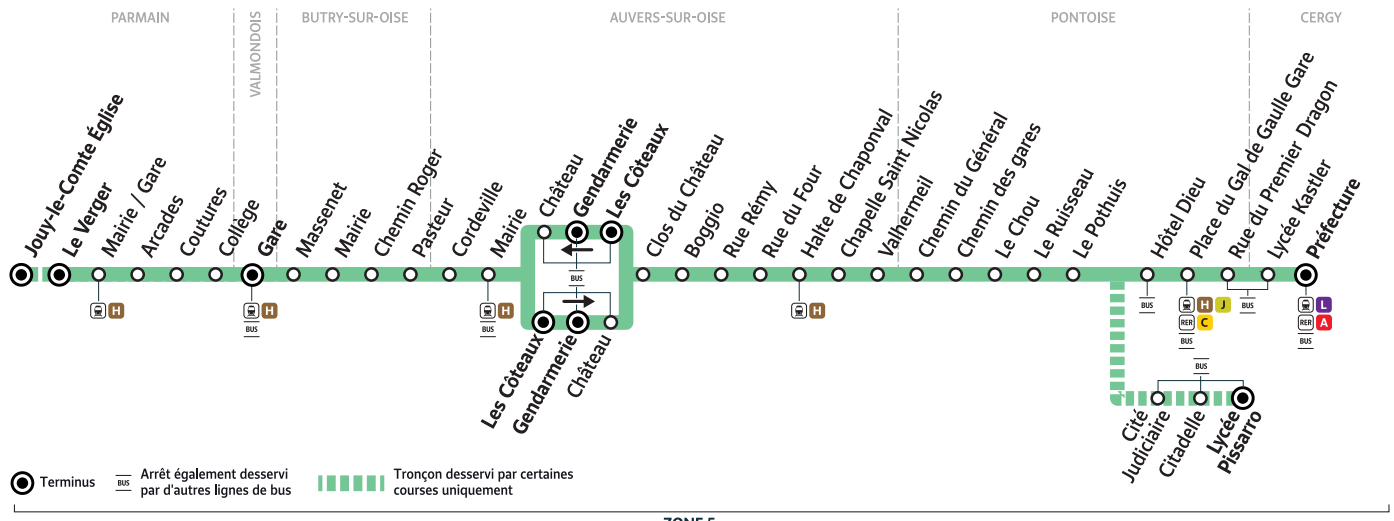 PARMAIN
VALMONDOIS
BUTRY-SUR-OISE
AUVERS-SUR-OISE
PONTOISE
CERGY
Jouy-le-Comte Église
Le Verger
Mairie / Gare
Arcades
Coutures
Collège
Gare
Massenet
Mairie
Chemin Roger
Pasteur
Cordeville
Mairie
Château
Gendarmerie
Les Côteaux
Clos du Château
Boggio
Rue Rémy
Rue du Four
Halte de Chaponval
Chapelle Saint Nicolas
Valhermeil
Chemin du Général
Chemin des gares
Le Chou
Le Ruisseau
Le Pothuis
Hôtel Dieu
Place du Gal de Gaulle Gare
Rue du Premier Dragon
Lycée Kastler
Préfecture
BUS
BUS
H
H
BUS
H
BUS
H
BUS
H
J
RER
C
BUS
BUS
L
RER
A
BUS
Les Côteaux
Gendarmerie
Château
BUS
Cité
Judiciaire
Citadelle
Lycée
Pissarro
Terminus
BUS
Arrêt également desservi
par d'autres lignes de bus
Tronçon desservi par certaines
courses uniquement